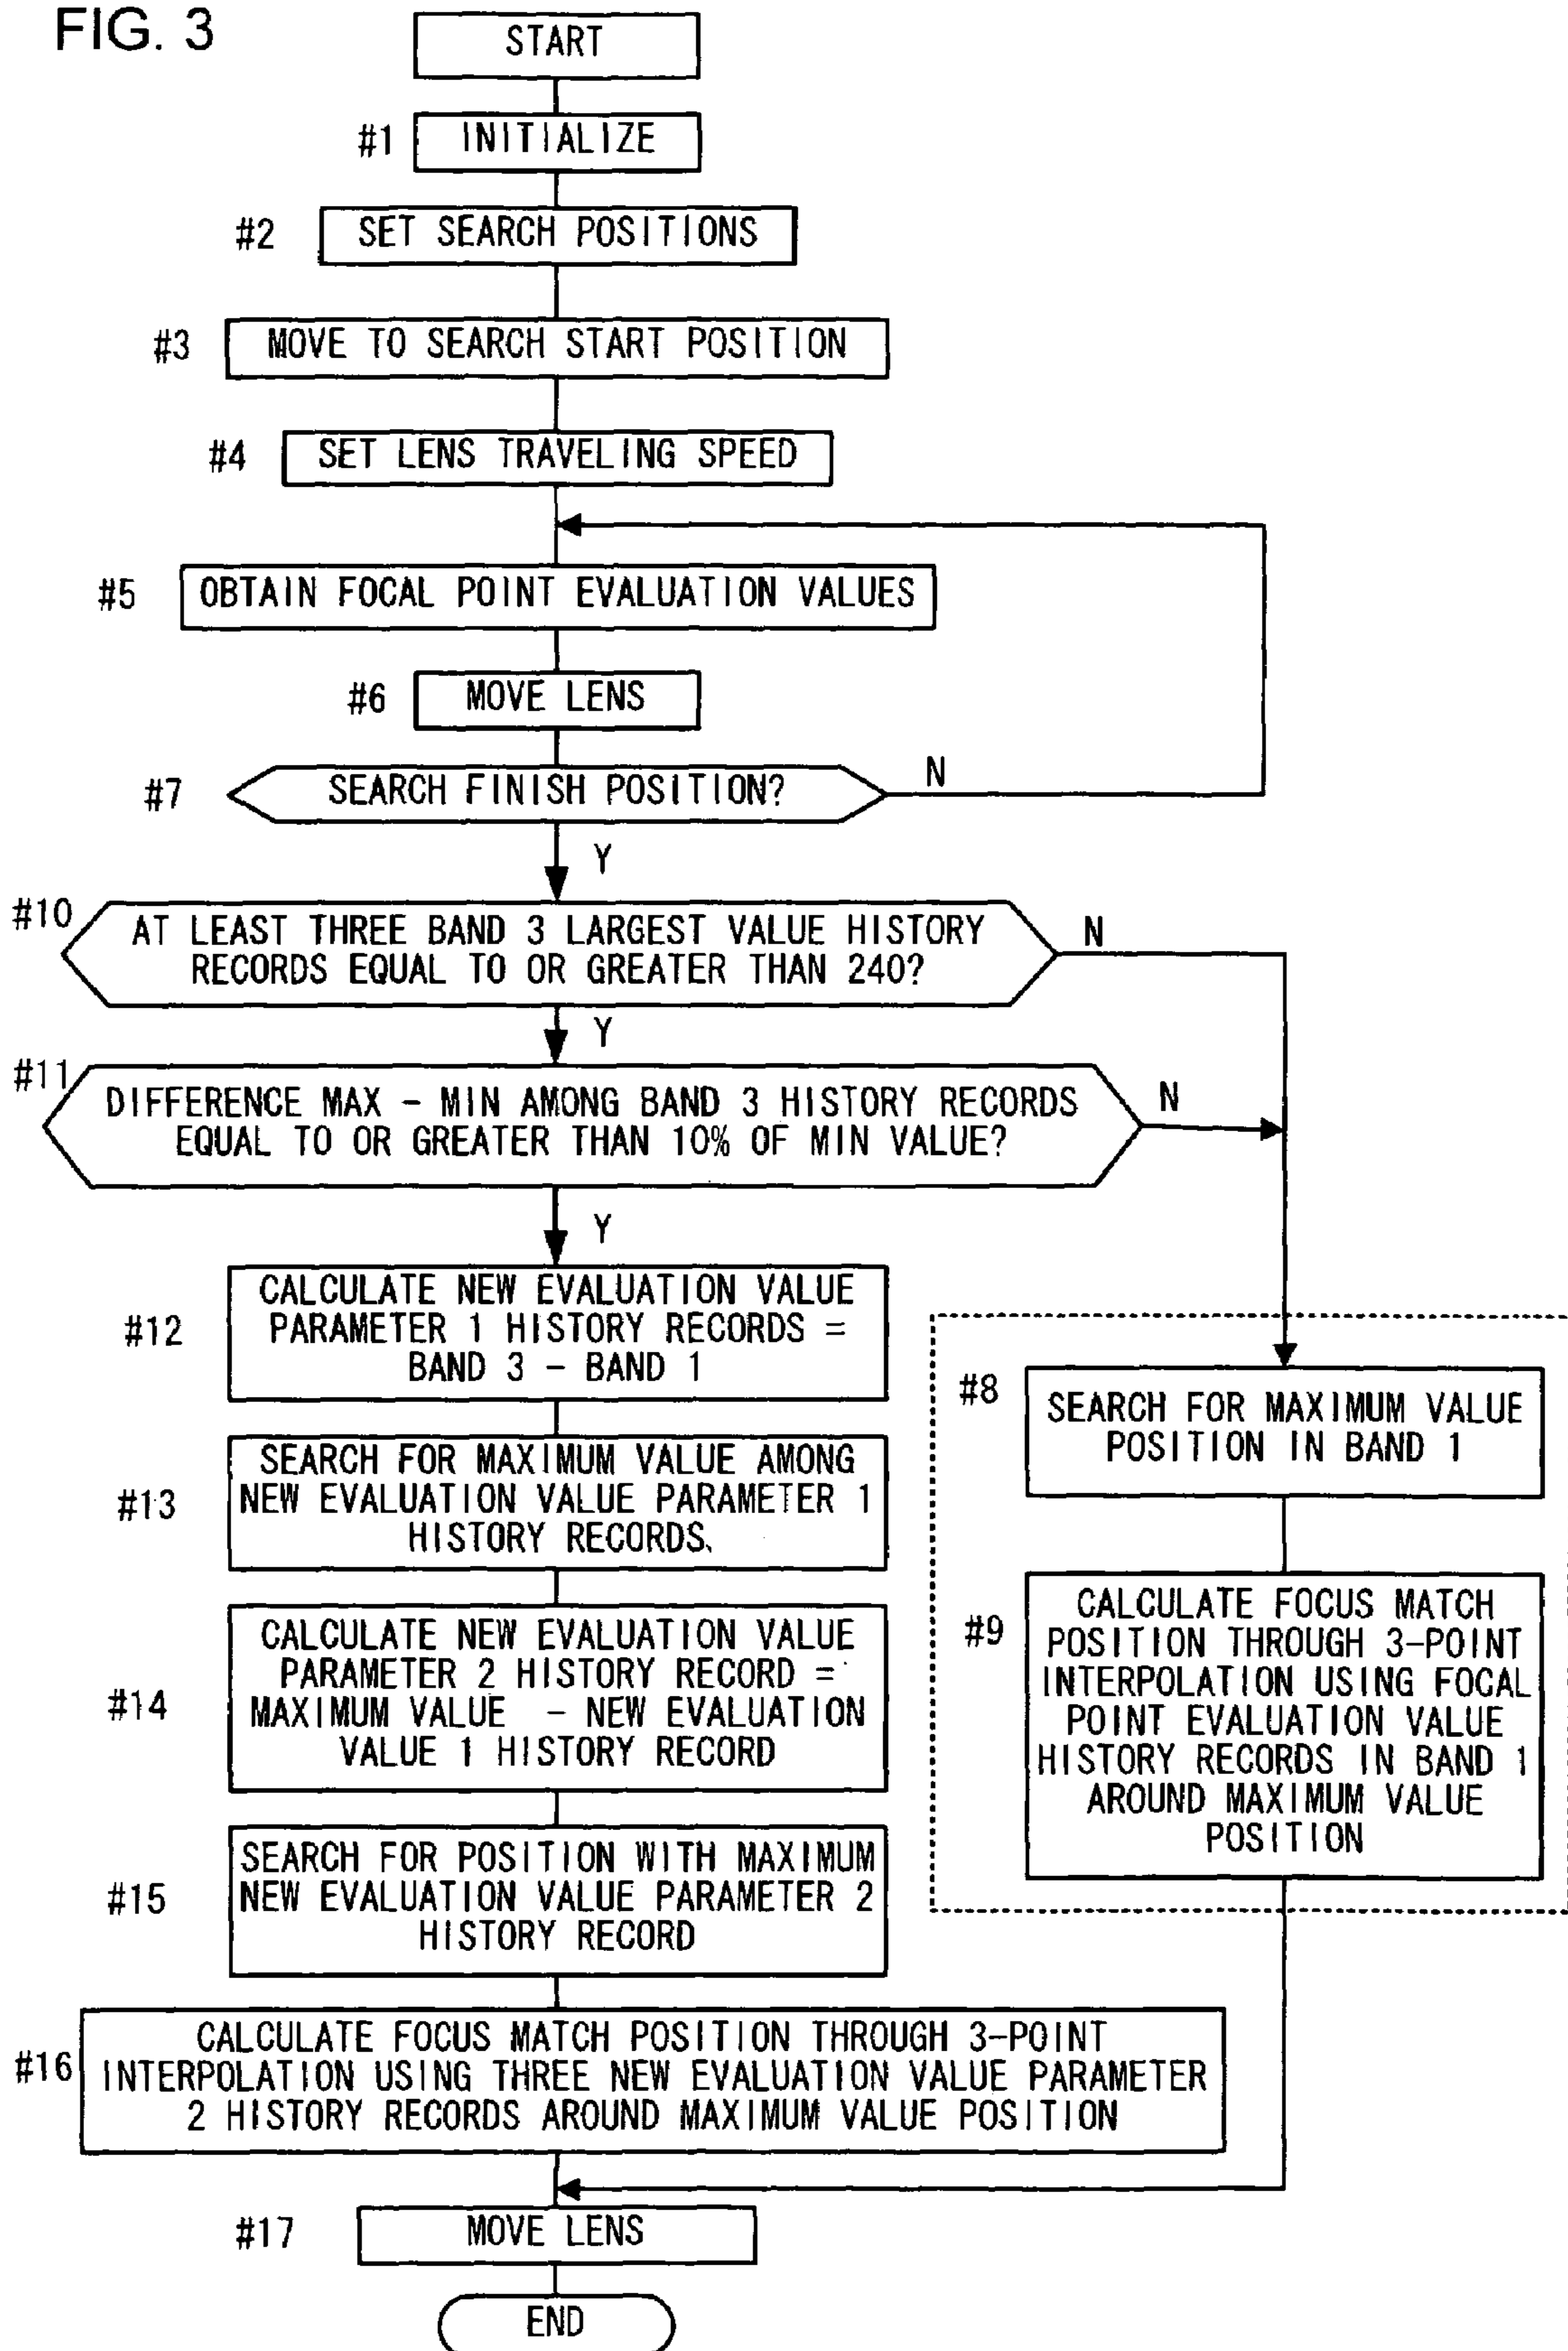 FIG. 3
START
#1
INITIALIZE
#2
SET SEARCH POSITIONS
#3
MOVE TO SEARCH START POSITION
#4
SET LENS TRAVELING SPEED
#5
OBTAIN FOCAL POINT EVALUATION VALUES
#6
MOVE LENS
#7
SEARCH FINISH POSITION?
N
Y
#10
AT LEAST THREE BAND 3 LARGEST VALUE HISTORY
RECORDS EQUAL TO OR GREATER THAN 240?
N
Y
#11
DIFFERENCE MAX - MIN AMONG BAND 3 HISTORY RECORDS
EQUAL TO OR GREATER THAN 10% OF MIN VALUE?
N
Y
#12
CALCULATE NEW EVALUATION VALUE
PARAMETER 1 HISTORY RECORDS =
BAND 3 - BAND 1
#13
SEARCH FOR MAXIMUM VALUE AMONG
NEW EVALUATION VALUE PARAMETER 1
HISTORY RECORDS.
#14
CALCULATE NEW EVALUATION VALUE
PARAMETER 2 HISTORY RECORD =
MAXIMUM VALUE - NEW EVALUATION
VALUE 1 HISTORY RECORD
#15
SEARCH FOR POSITION WITH MAXIMUM
NEW EVALUATION VALUE PARAMETER 2
HISTORY RECORD
#8
SEARCH FOR MAXIMUM VALUE
POSITION IN BAND 1
#9
CALCULATE FOCUS MATCH
POSITION THROUGH 3-POINT
INTERPOLATION USING FOCAL
POINT EVALUATION VALUE
HISTORY RECORDS IN BAND 1
AROUND MAXIMUM VALUE
POSITION
#16
CALCULATE FOCUS MATCH POSITION THROUGH 3-POINT
INTERPOLATION USING THREE NEW EVALUATION VALUE PARAMETER
2 HISTORY RECORDS AROUND MAXIMUM VALUE POSITION
#17
MOVE LENS
END